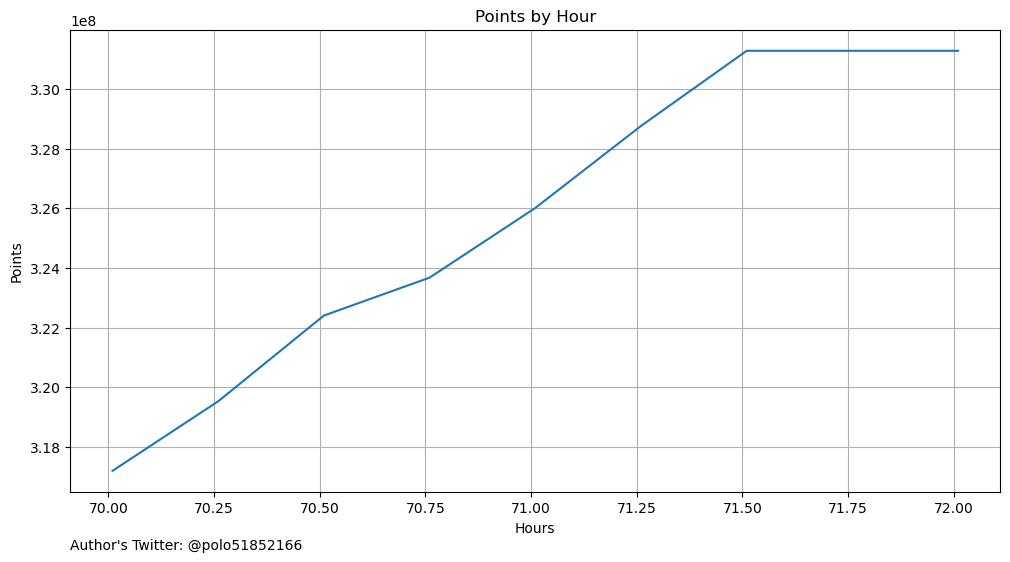 Points by Hour
1e8
3.30
3.28
3.26
3.24
3.22
3.20
3.18
Points
70.00 70.25 70.50 70.75 71.00 71.25 71.50 71.75 72.00
Hours
Author's Twitter: @polo51852166